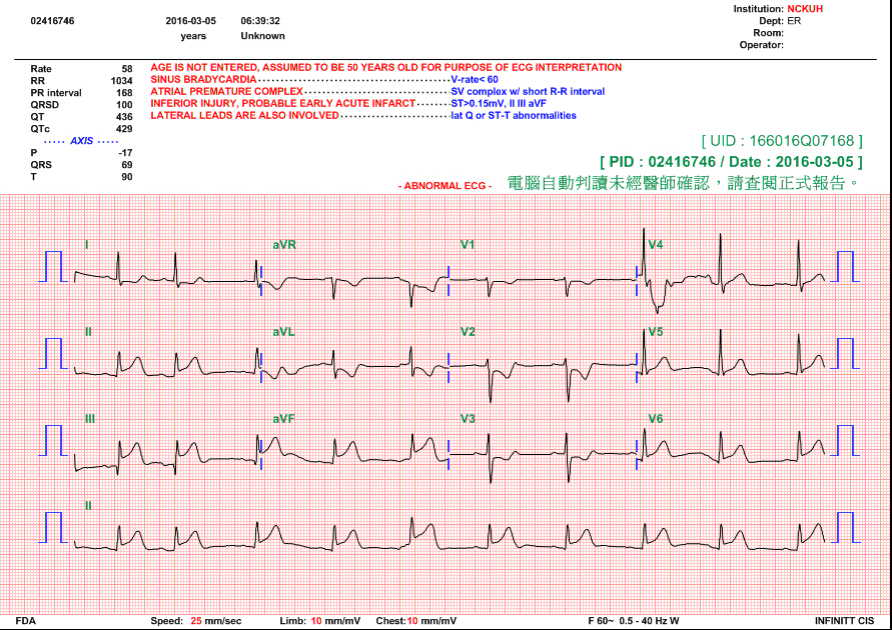 Institution: NCKUH
02416746 2016-03-05 06:39:32 Dept: ER
years Unknown Room:
Operator:
Rate 58 AGE IS NOT ENTERED, ASSUMED TO BE 50 YEARS OLD FOR PURPOSE OF ECG INTERPRETATION
RR 1034 SINUS BRADYCARDIA V-rate< 60
PR interval 168 ATRIAL PREMATURE COMPLEX SV complex w/ short R-R interval
QRSD 100 INFERIOR INJURY, PROBABLE EARLY ACUTE INFARCT ST>0.15mV, II III aVF
QT 436 LATERAL LEADS ARE ALSO INVOLVED lat Q or ST-T abnormalities
QTc 429
----- AXIS -----
P -17
QRS 69
T 90
[ UID : 166016Q07168 ]
[ PID : 02416746 / Date : 2016-03-05 ]
- ABNORMAL ECG - 電腦自動判讀未經醫師確認，請查閱正式報告。
I aVR V1 V4
II aVL V2 V5
III aVF V3 V6
II
FDA Speed: 25 mm/sec Limb: 10 mm/mV Chest: 10 mm/mV F 60~ 0.5 - 40 Hz W INFINITT CIS